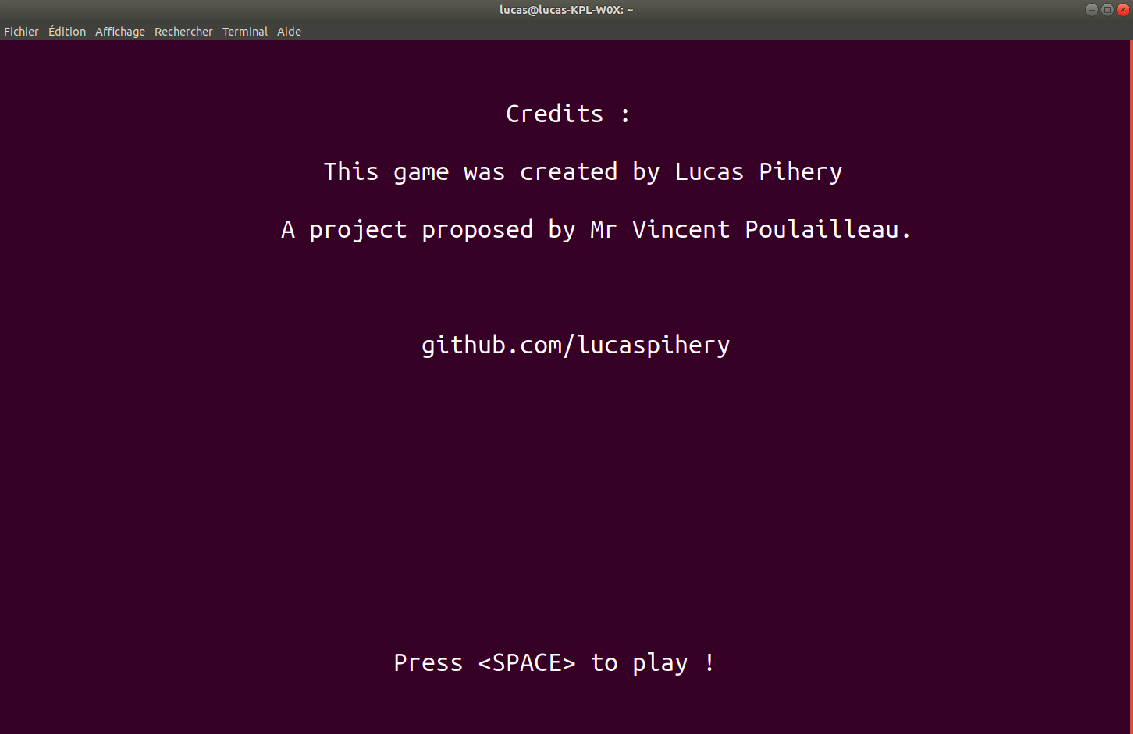 lucas@lucas-KPL-W0X: ~
Fichier Édition Affichage Rechercher Terminal Aide
Credits :
This game was created by Lucas Pihery
A project proposed by Mr Vincent Poulailleau.
github.com/lucaspihery
Press <SPACE> to play !